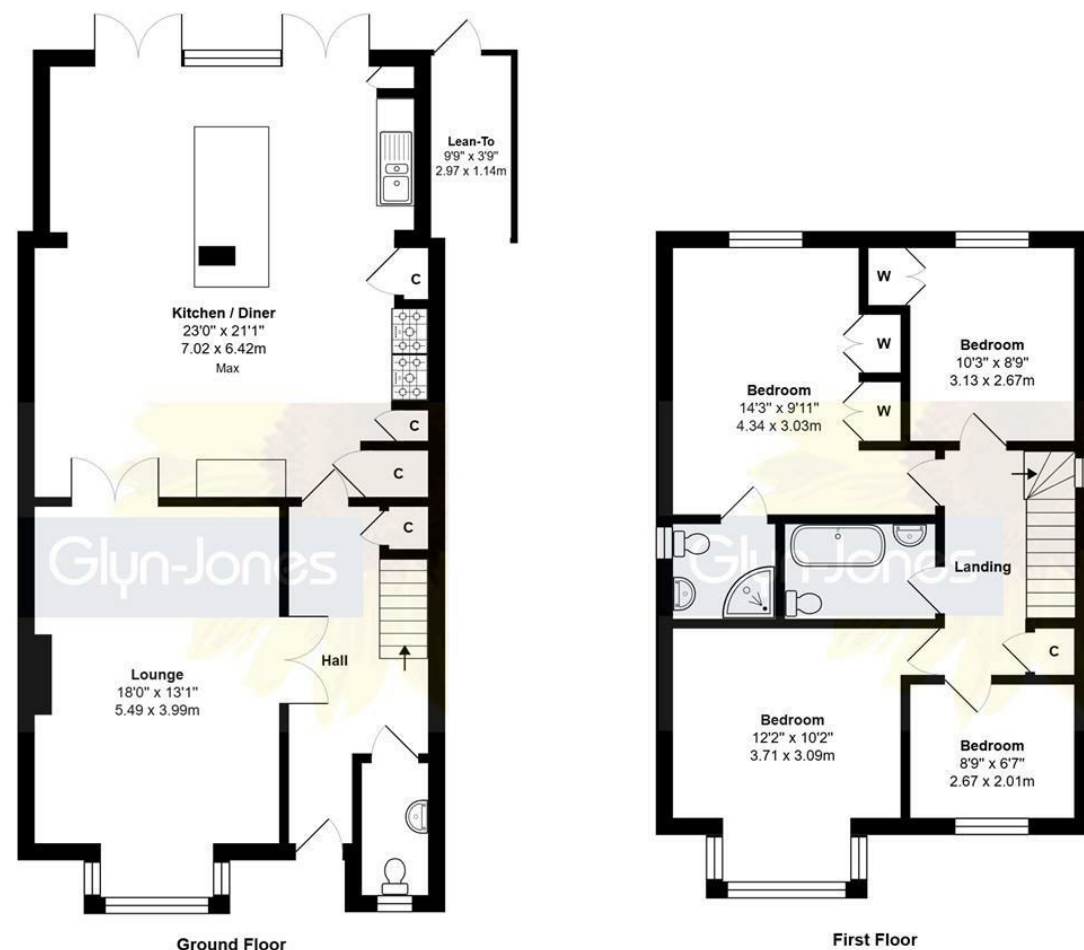 Lean-To
9'9" x 3'9"
2.97 x 1.14m
C
Kitchen / Diner
23'0" x 21'1"
7.02 x 6.42m
Max
C
C
C
Glyn-Jones
Hall
Lounge
18'0" x 13'1"
5.49 x 3.99m
Ground Floor
W
W
W
Bedroom
10'3" x 8'9"
3.13 x 2.67m
Bedroom
14'3" x 9'11"
4.34 x 3.03m
Glyn-Jones
Landing
C
Bedroom
12'2" x 10'2"
3.71 x 3.09m
Bedroom
8'9" x 6'7"
2.67 x 2.01m
First Floor